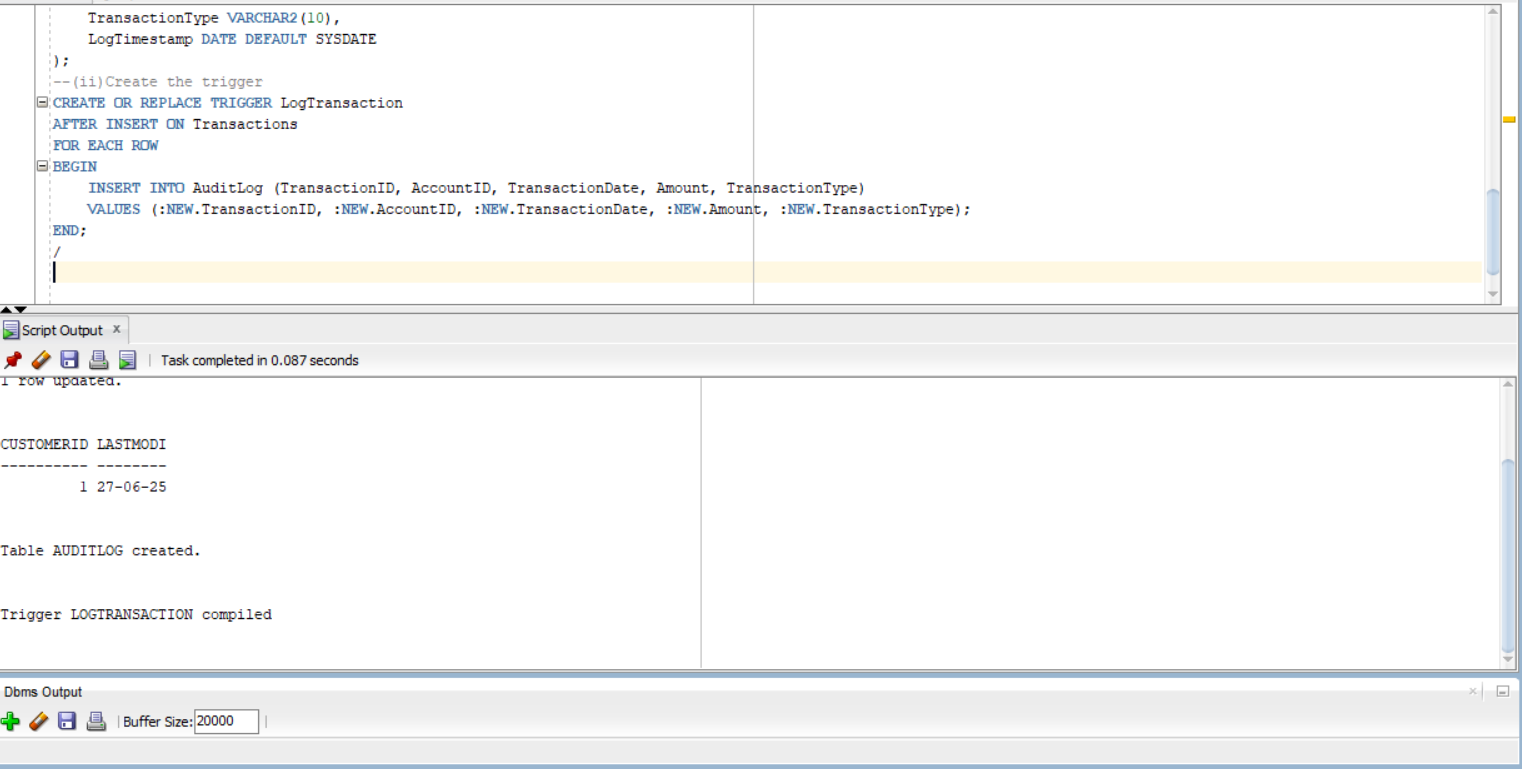 TransactionType VARCHAR2(10),
LogTimestamp DATE DEFAULT SYSDATE
);
--(ii)Create the trigger
CREATE OR REPLACE TRIGGER LogTransaction
AFTER INSERT ON Transactions
FOR EACH ROW
BEGIN
INSERT INTO AuditLog (TransactionID, AccountID, TransactionDate, Amount, TransactionType)
VALUES (:NEW.TransactionID, :NEW.AccountID, :NEW.TransactionDate, :NEW.Amount, :NEW.TransactionType);
END;
/
Script Output x
Task completed in 0.087 seconds
1 row updated.
CUSTOMERID LASTMODI
---------- --------
1 27-06-25
Table AUDITLOG created.
Trigger LOGTRANSACTION compiled
Dbms Output
Buffer Size: 20000